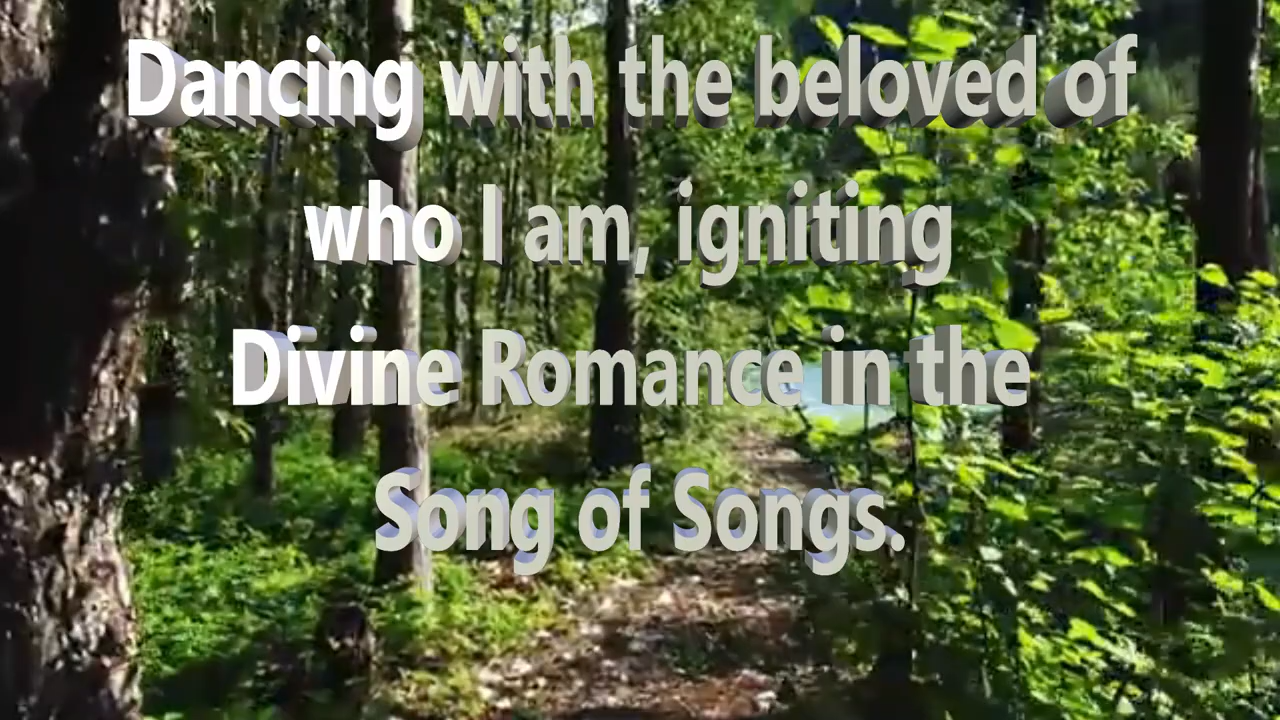 Dancing with the beloved of
who I am, igniting
Divine Romance in the
Song of Songs.